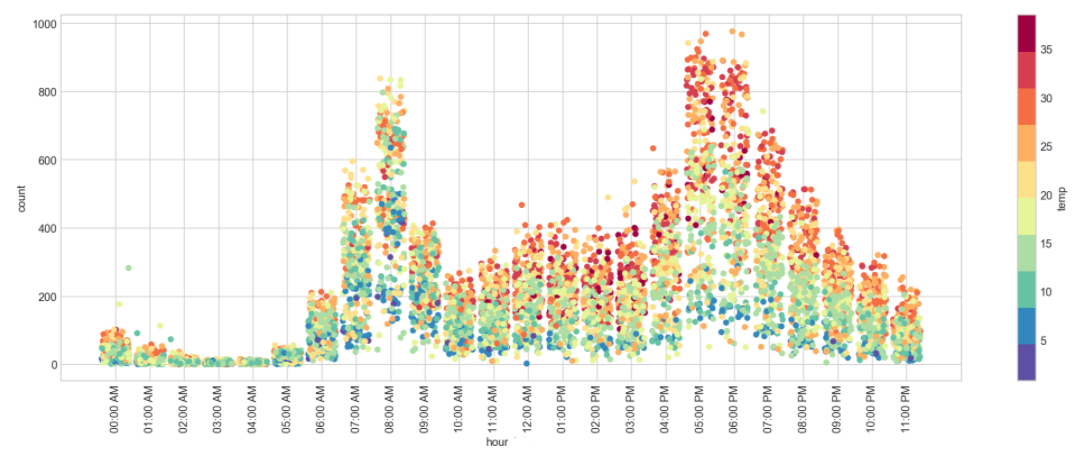 1000
800
600
400
200
0
count
00:00 AM
01:00 AM
02:00 AM
03:00 AM
04:00 AM
05:00 AM
06:00 AM
07:00 AM
08:00 AM
09:00 AM
10:00 AM
11:00 AM
12:00 AM
01:00 PM
02:00 PM
03:00 PM
04:00 PM
05:00 PM
06:00 PM
07:00 PM
08:00 PM
09:00 PM
10:00 PM
11:00 PM
hour
35
30
25
20
15
10
5
temp